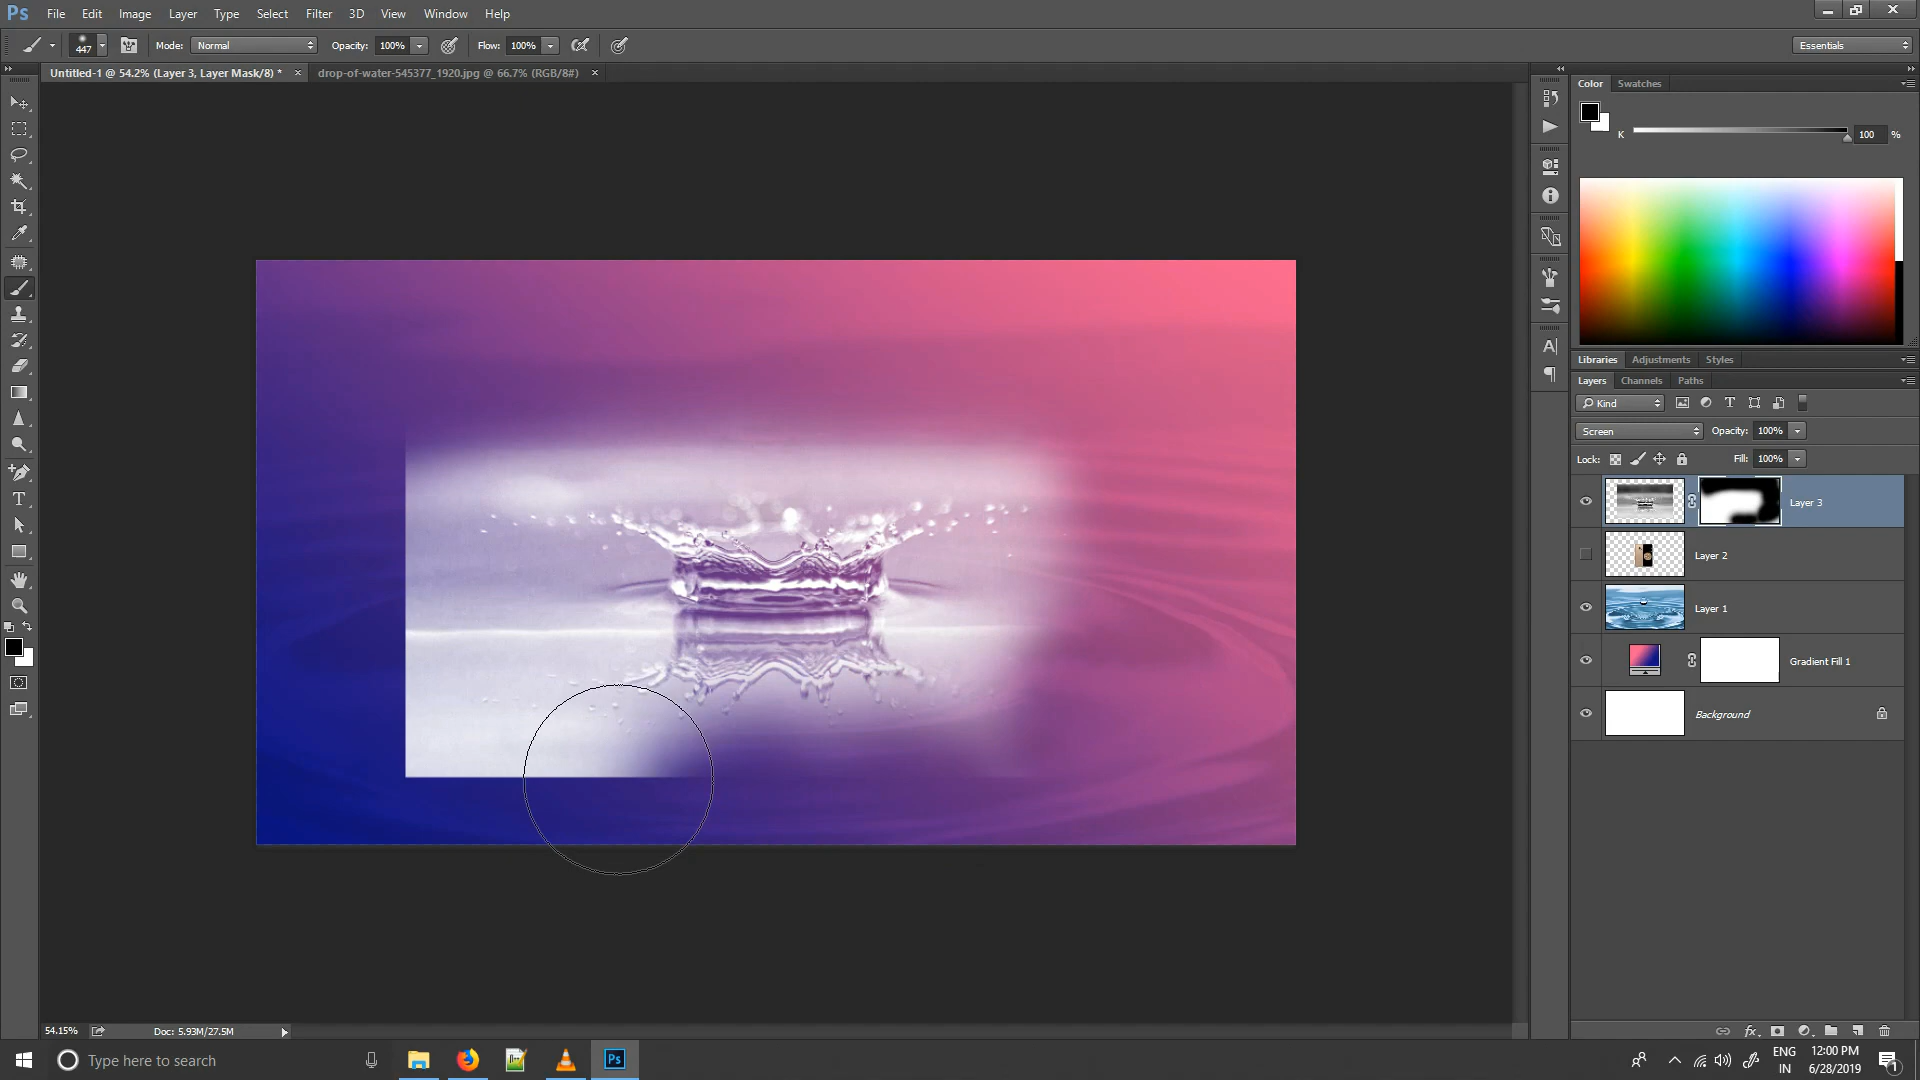 Ps File Edit Image Layer Type Select Filter 3D View Window Help
447 Mode: Normal Opacity: 100% Flow: 100% Essentials
Untitled-1 @ 54.2% (Layer 3, Layer Mask/8) * × drop-of-water-545377_1920.jpg @ 66.7% (RGB/8#) ×
Color Swatches
K 100 %
Libraries Adjustments Styles
Layers Channels Paths
Kind
Screen Opacity: 100%
Lock: Fill: 100%
Layer 3
Layer 2
Layer 1
Gradient Fill 1
Background
54.15% Doc: 5.93M/27.5M
Type here to search
Ps
ENG
IN
12:00 PM
6/28/2019
1